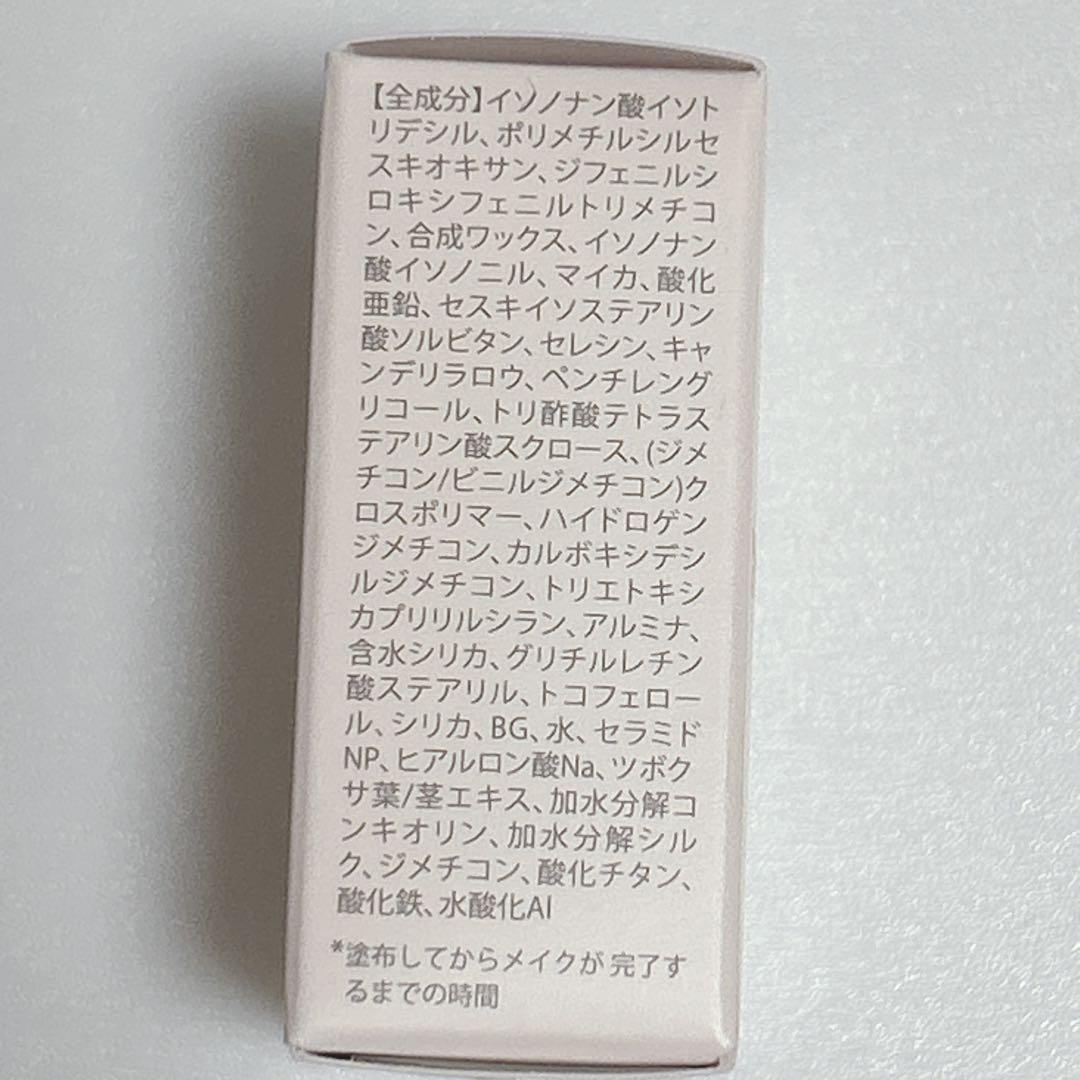 【全成分】イソノナン酸イソト
リデシル、ポリメチルシルセ
スキオキサン、ジフェニルシ
ロキシフェニルトリメチコ
ン、合成ワックス、イソノナン
酸イソノニル、マイカ、酸化
亜鉛、セスキイソステアリン
酸ソルビタン、セレシン、キャ
ンデリラロウ、ペンチレング
リコール、トリ酢酸テトラス
テアリン酸スクロース、(ジメ
チコン/ビニルジメチコン)ク
ロスポリマー、ハイドロゲン
ジメチコン、カルボキシデシ
ルジメチコン、トリエトキシ
カプリリルシラン、アルミナ、
含水シリカ、グリチルレチン
酸ステアリル、トコフェロー
ル、シリカ、BG、水、セラミド
NP、ヒアルロン酸Na、ツボク
サ葉/茎エキス、加水分解コ
ンキオリン、加水分解シル
ク、ジメチコン、酸化チタン、
酸化鉄、水酸化Al
*塗布してからメイクが 完了す
るまでの時間